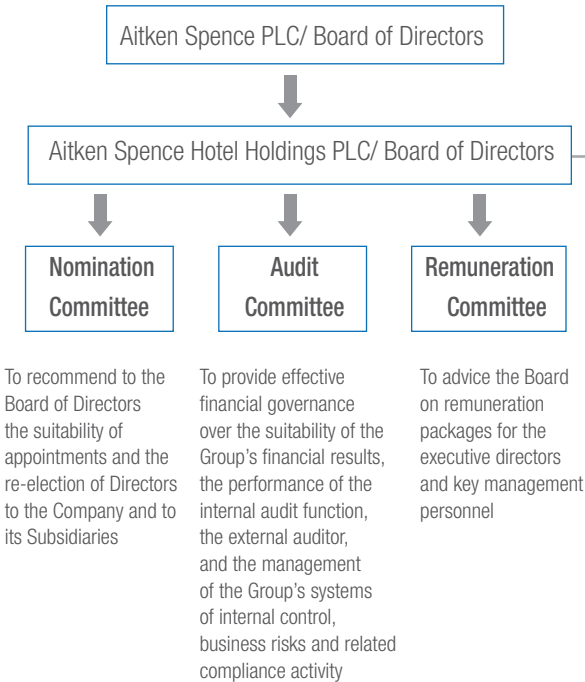 Aitken Spence PLC/ Board of Directors
Aitken Spence Hotel Holdings PLC/ Board of Directors
Nomination
Committee
To recommend to the
Board of Directors
the suitability of
appointments and the
re-election of Directors
to the Company and to
its Subsidiaries
Audit
Committee
To provide effective
financial governance
over the suitability of the
Group's financial results,
the performance of the
internal audit function,
the external auditor,
and the management
of the Group's systems
of internal control,
business risks and related
compliance activity
Remuneration
Committee
To advice the Board
on remuneration
packages for the
executive directors
and key management
personnel